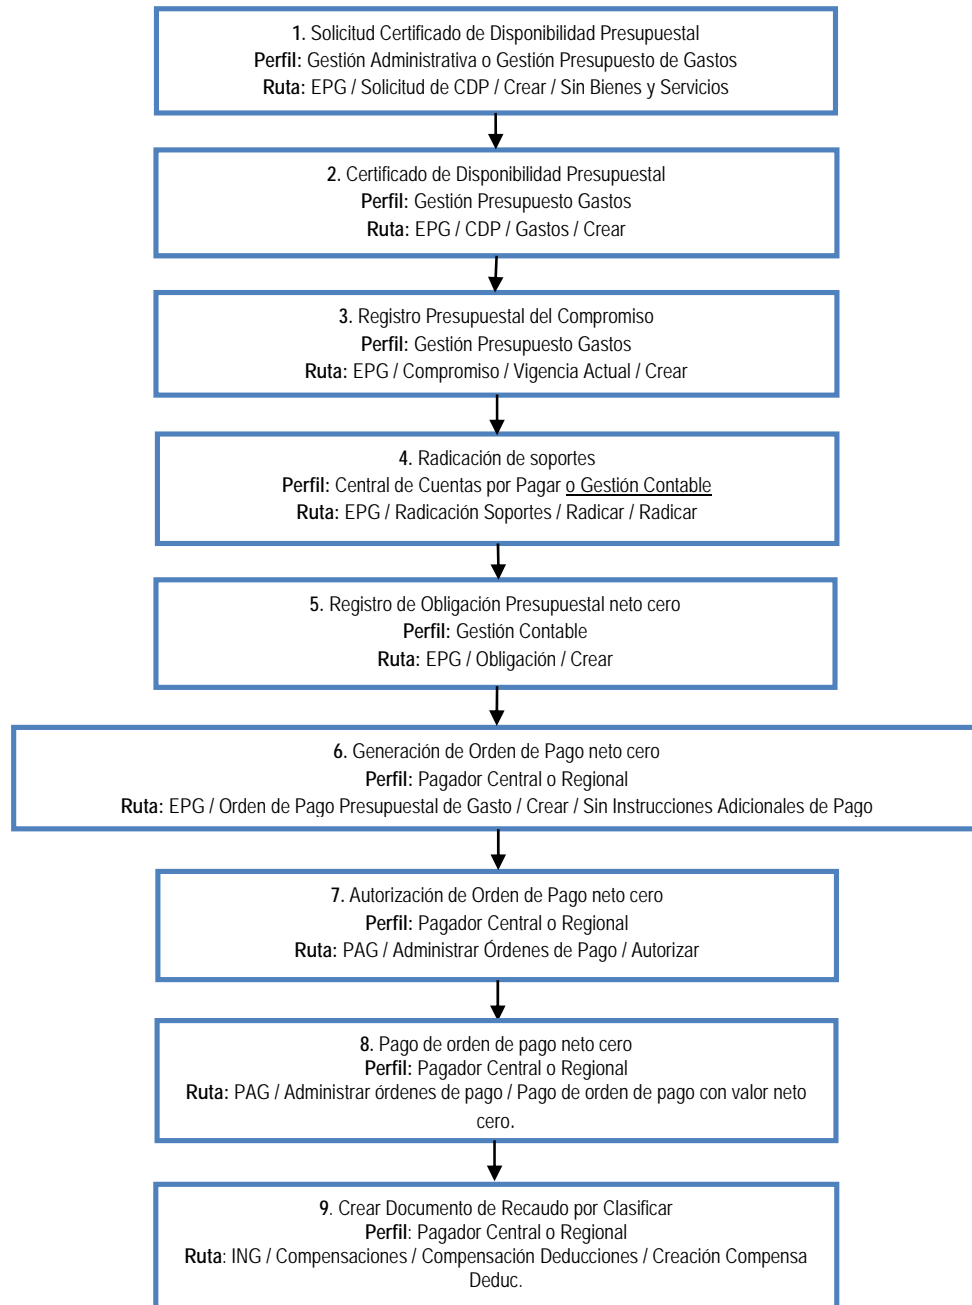 1. Solicitud Certificado de Disponibilidad Presupuestal
Perfil: Gestión Administrativa o Gestión Presupuesto de Gastos
Ruta: EPG / Solicitud de CDP / Crear / Sin Bienes y Servicios
2. Certificado de Disponibilidad Presupuestal
Perfil: Gestión Presupuesto Gastos
Ruta: EPG / CDP / Gastos / Crear
3. Registro Presupuestal del Compromiso
Perfil: Gestión Presupuesto Gastos
Ruta: EPG / Compromiso / Vigencia Actual / Crear
4. Radicación de soportes
Perfil: Central de Cuentas por Pagar o Gestión Contable
Ruta: EPG / Radicación Soportes / Radicar / Radicar
5. Registro de Obligación Presupuestal neto cero
Perfil: Gestión Contable
Ruta: EPG / Obligación / Crear
6. Generación de Orden de Pago neto cero
Perfil: Pagador Central o Regional
Ruta: EPG / Orden de Pago Presupuestal de Gasto / Crear / Sin Instrucciones Adicionales de Pago
7. Autorización de Orden de Pago neto cero
Perfil: Pagador Central o Regional
Ruta: PAG / Administrar Órdenes de Pago / Autorizar
8. Pago de orden de pago neto cero
Perfil: Pagador Central o Regional
Ruta: PAG / Administrar órdenes de pago / Pago de orden de pago con valor neto
cero.
9. Crear Documento de Recaudo por Clasificar
Perfil: Pagador Central o Regional
Ruta: ING / Compensaciones / Compensación Deducciones / Creación Compensa
Deduc.